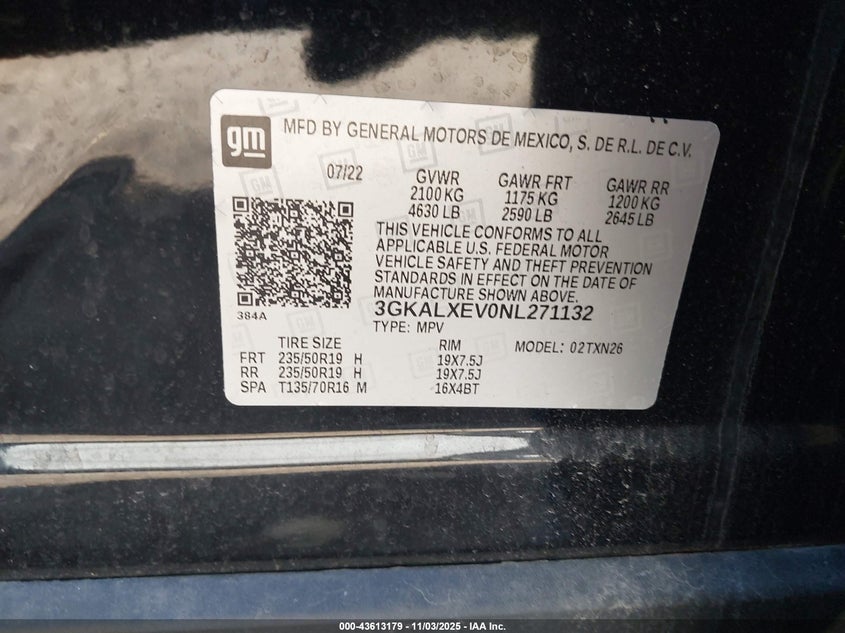 gm MFD BY GENERAL MOTORS DE MEXICO, S. DE R.L. DE C.V.
07/22 GVWR GAWR FRT GAWR RR
2100 KG 1175 KG 1200 KG
4630 LB 2590 LB 2645 LB
THIS VEHICLE CONFORMS TO ALL
APPLICABLE U.S. FEDERAL MOTOR
VEHICLE SAFETY AND THEFT PREVENTION
STANDARDS IN EFFECT ON THE DATE OF
MANUFACTURE SHOWN ABOVE.
384A 3GKALXEV0NL271132
TYPE: MPV
TIRE SIZE RIM MODEL: 02TXN26
FRT 235/50R19 H 19X7.5J
RR 235/50R19 H 19X7.5J
SPA T135/70R16 M 16X4BT
000-43613179 - 11/03/2025 - IAA Inc.